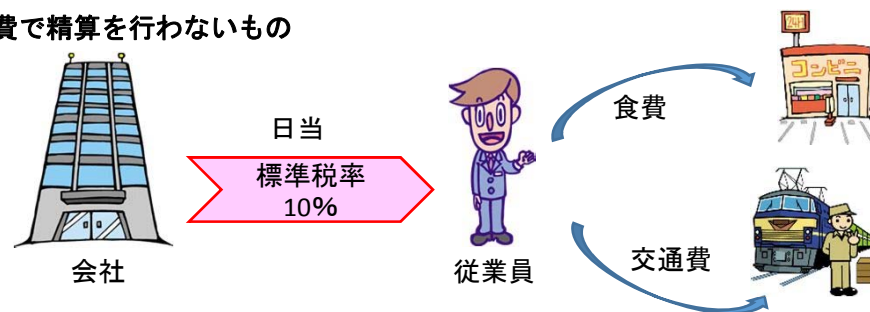 費で精算を行わないもの
24H
コンビニ
食費
日当
標準税率
10%
会社
従業員
交通費